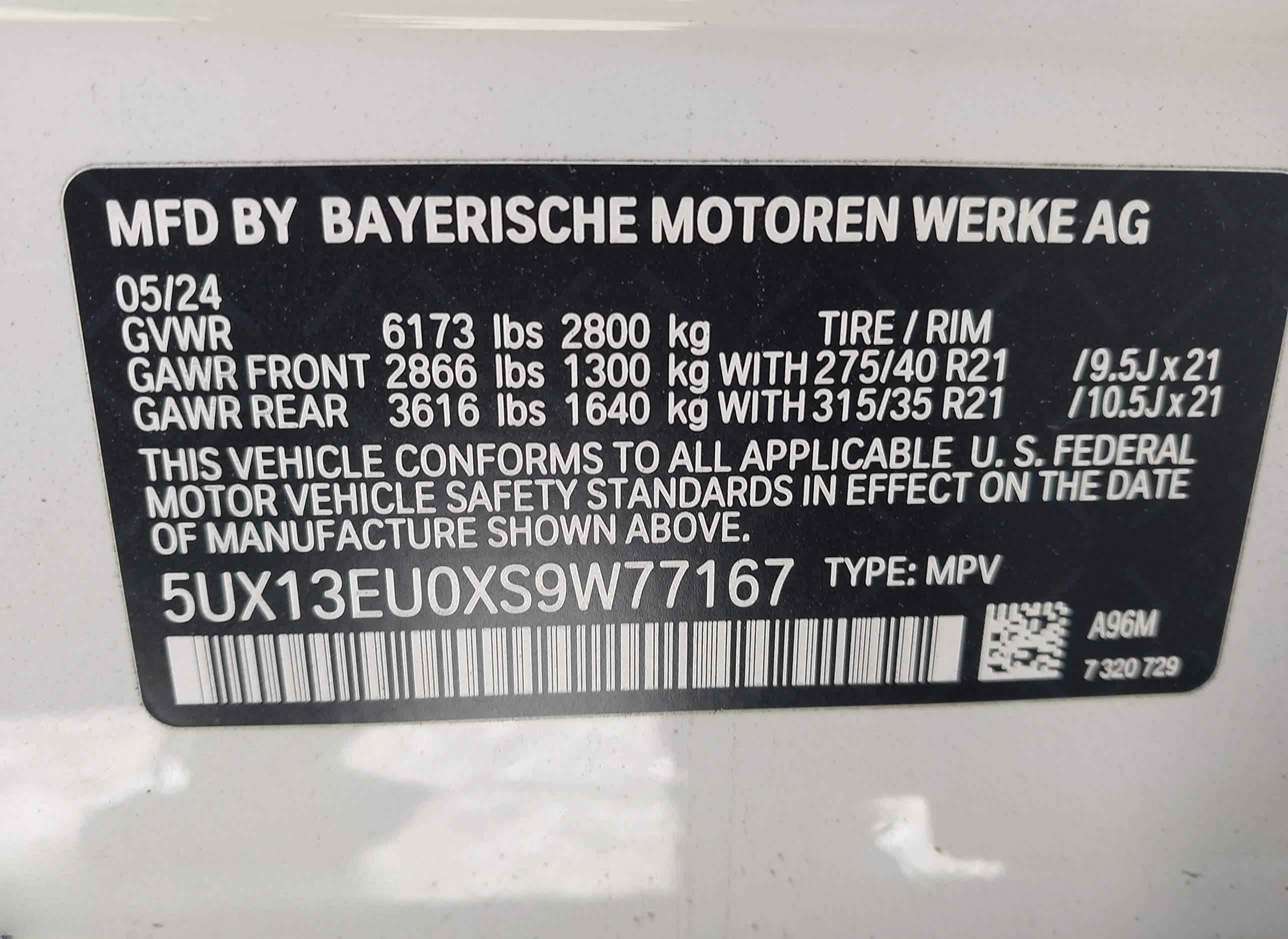 MFD BY BAYERISCHE MOTOREN WERKE AG
05/24
GVWR 6173 lbs 2800 kg TIRE / RIM
GAWR FRONT 2866 lbs 1300 kg WITH 275/40 R21 /9.5J x 21
GAWR REAR 3616 lbs 1640 kg WITH 315/35 R21 /10.5J x 21
THIS VEHICLE CONFORMS TO ALL APPLICABLE U. S. FEDERAL
MOTOR VEHICLE SAFETY STANDARDS IN EFFECT ON THE DATE
OF MANUFACTURE SHOWN ABOVE.
5UX13EU0XS9W77167 TYPE: MPV
A96M
7 320 729